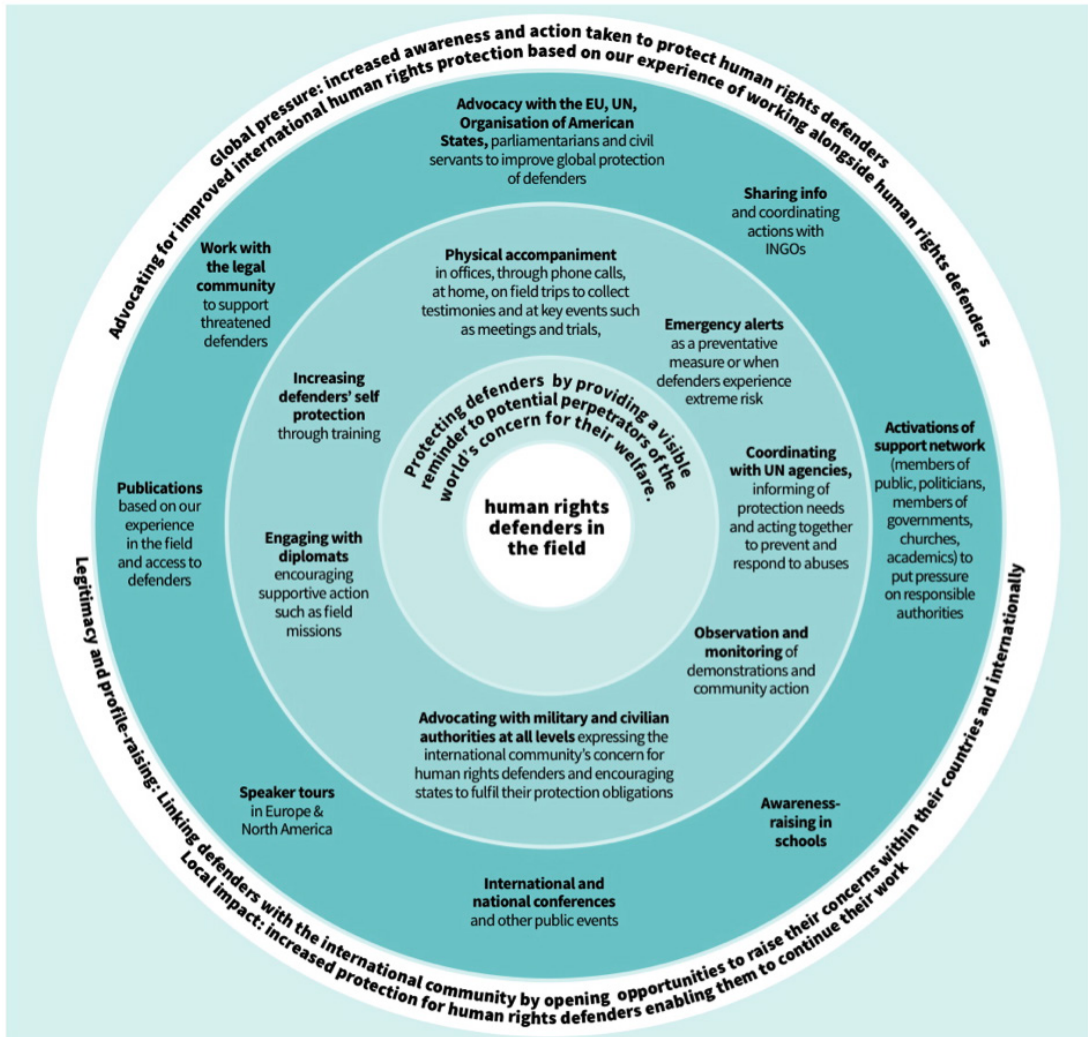 Global pressure: increased awareness and action taken to protect human rights defenders
Advocating for improved international human rights protection based on our experience of working alongside human rights defenders
Advocacy with the EU, UN,
Organisation of American
States, parliamentarians and civil
servants to improve global protection
of defenders
Sharing info
and coordinating
actions with
INGOs
Work with
the legal
community
to support
threatened
defenders
Physical accompaniment
in offices, through phone calls,
at home, on field trips to collect
testimonies and at key events such
as meetings and trials,
Emergency alerts
as a preventative
measure or when
defenders experience
extreme risk
Increasing
defenders' self
protection
through training
Protecting defenders by providing a visible
reminder to potential perpetrators of the
world's concern for their welfare.
human rights
defenders in
the field
Coordinating
with UN agencies,
informing of
protection needs
and acting together
to prevent and
respond to abuses
Activations of
support network
(members of
public, politicians,
members of
governments,
churches,
academics) to
put pressure
on responsible
authorities
Publications
based on our
experience
in the field
and access to
defenders
Engaging with
diplomats
encouraging
supportive action
such as field
missions
Observation and
monitoring of
demonstrations and
community action
Advocating with military and civilian
authorities at all levels expressing the
international community's concern for
human rights defenders and encouraging
states to fulfil their protection obligations
Speaker tours
in Europe &
North America
Awareness-
raising in
schools
International and
national conferences
and other public events
Legitimacy and profile-raising: Linking defenders with the international community by opening opportunities to raise their concerns within their countries and internationally
Local impact: increased protection for human rights defenders enabling them to continue their work